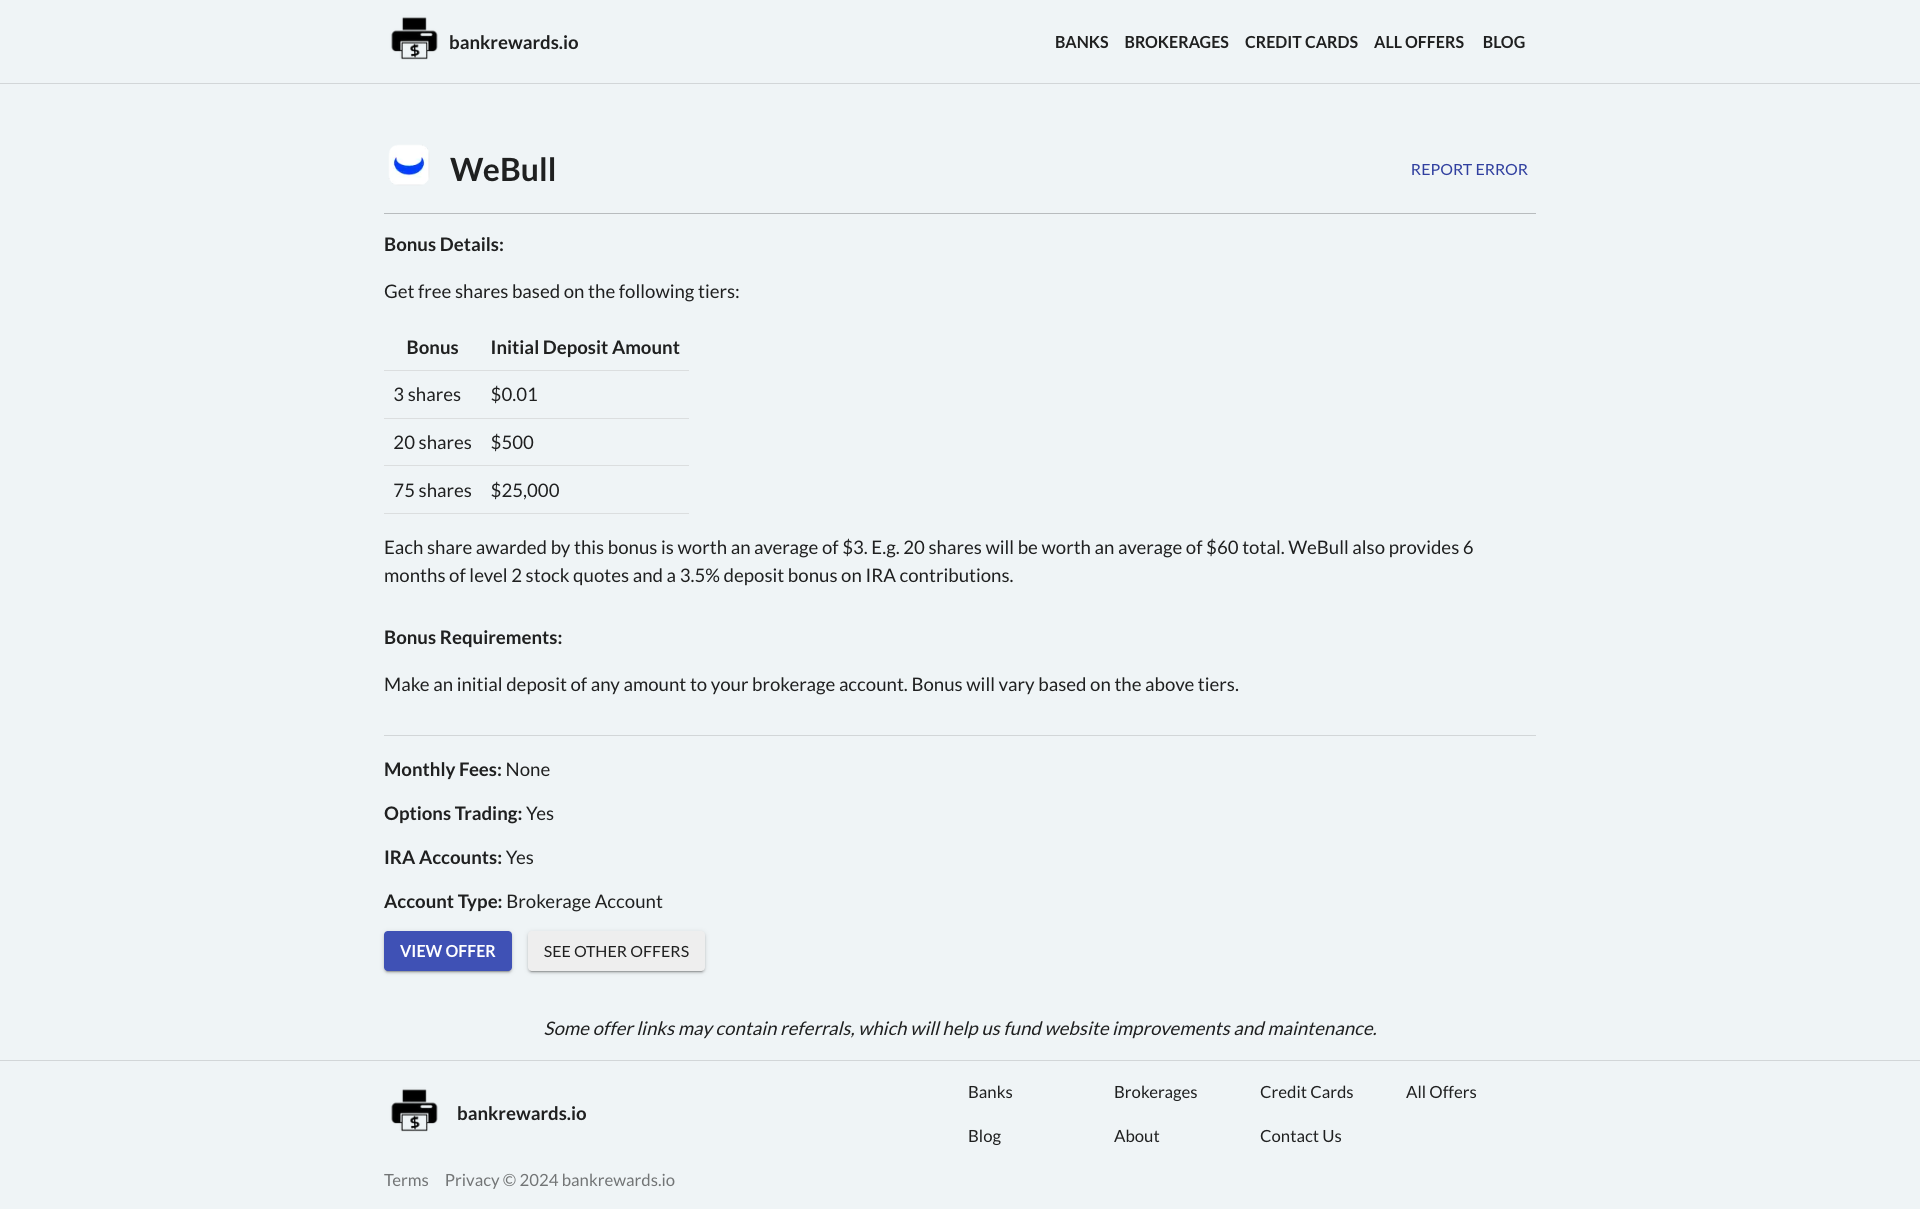 $ bankrewards.io
BANKS BROKERAGES CREDIT CARDS ALL OFFERS BLOG
WeBull
REPORT ERROR
Bonus Details:
Get free shares based on the following tiers:
Bonus Initial Deposit Amount
3 shares $0.01
20 shares $500
75 shares $25,000
Each share awarded by this bonus is worth an average of $3. E.g. 20 shares will be worth an average of $60 total. WeBull also provides 6
months of level 2 stock quotes and a 3.5% deposit bonus on IRA contributions.
Bonus Requirements:
Make an initial deposit of any amount to your brokerage account. Bonus will vary based on the above tiers.
Monthly Fees: None
Options Trading: Yes
IRA Accounts: Yes
Account Type: Brokerage Account
VIEW OFFER SEE OTHER OFFERS
Some offer links may contain referrals, which will help us fund website improvements and maintenance.
$ bankrewards.io
Banks Brokerages Credit Cards All Offers
Blog About Contact Us
Terms Privacy © 2024 bankrewards.io